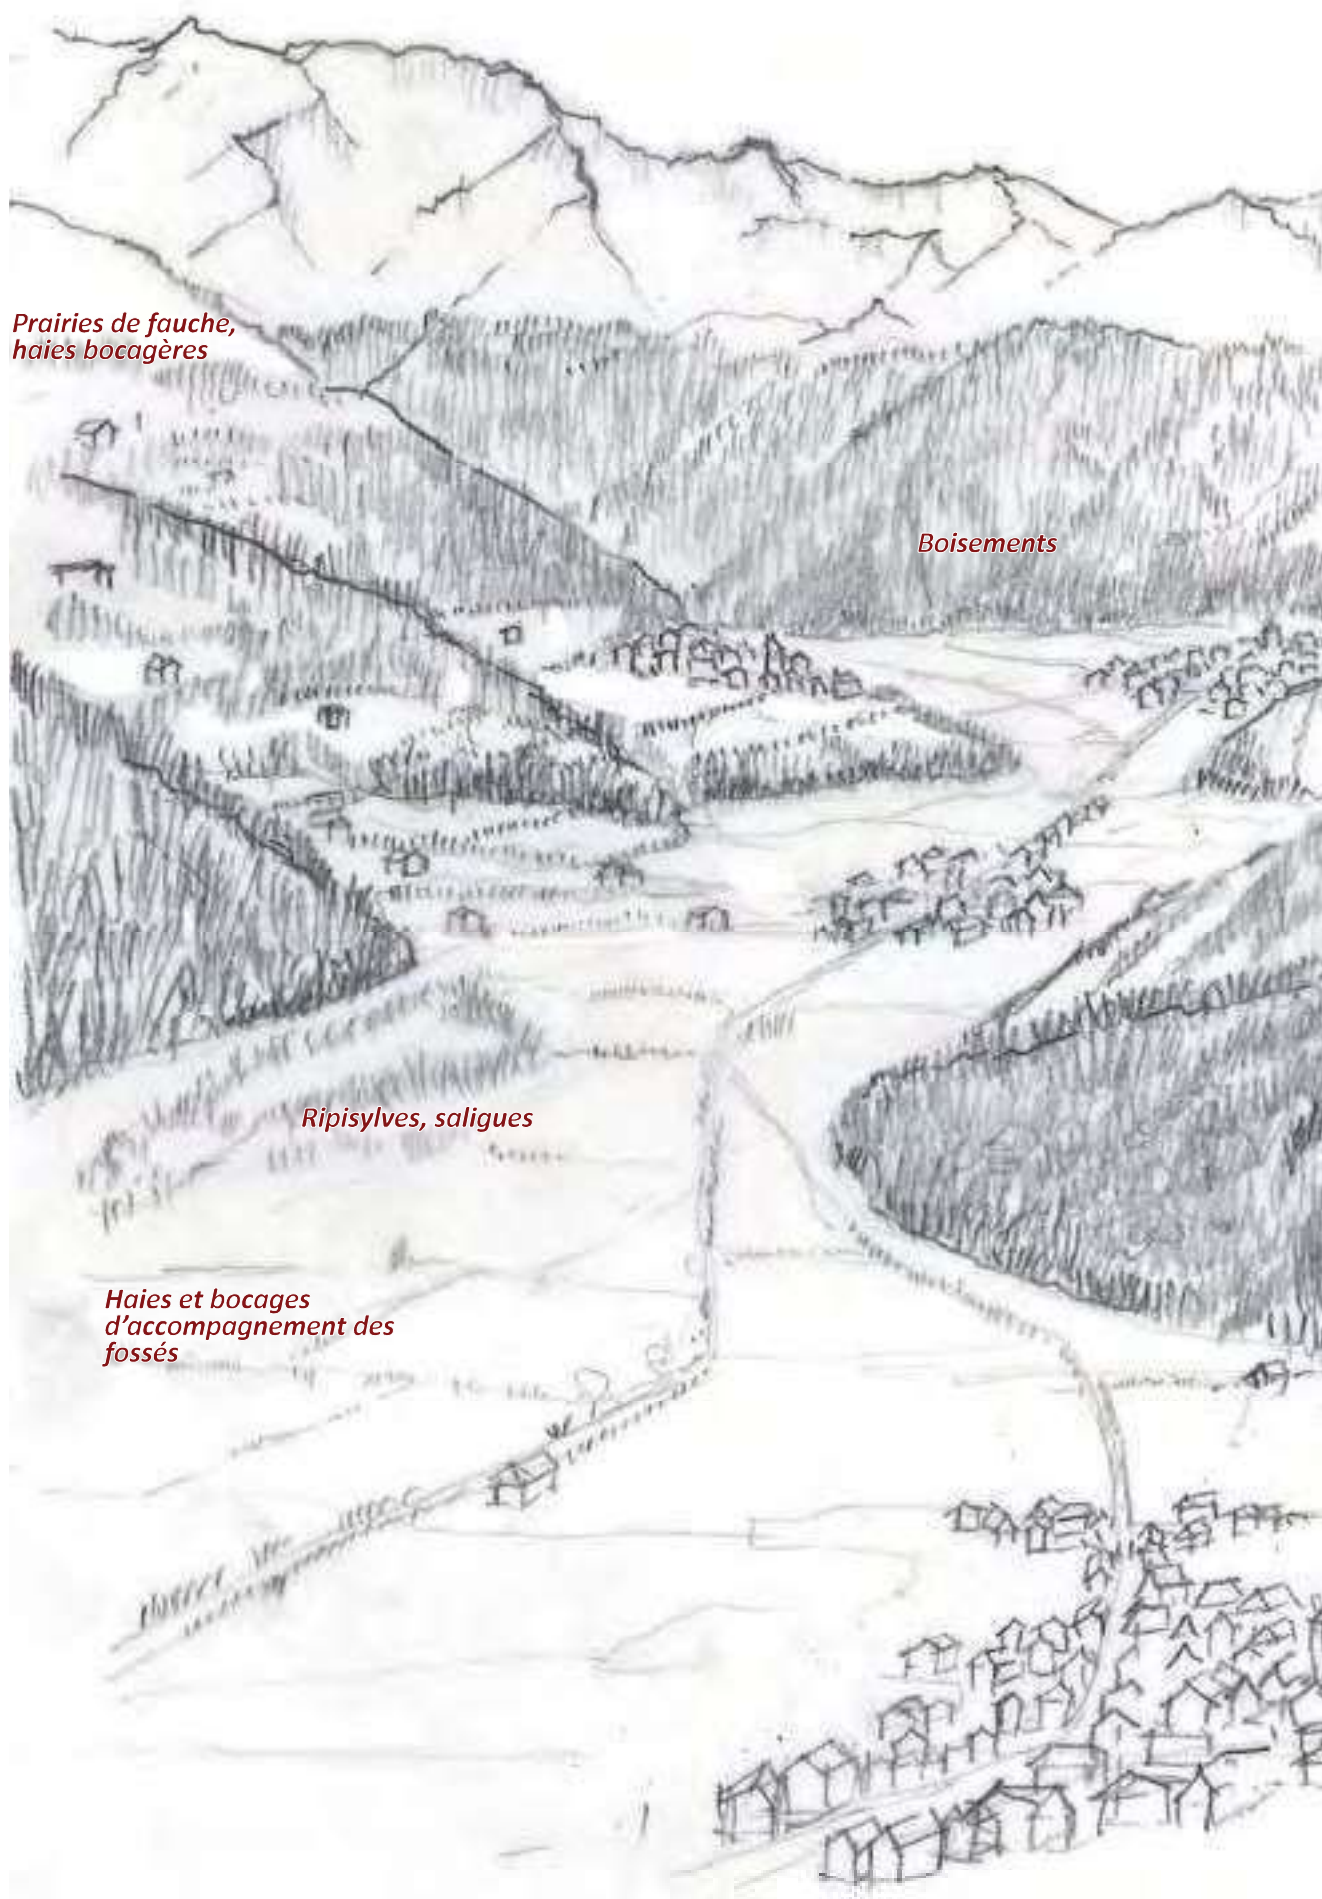 Prairies de fauche,
haies bocagères
Boisements
Ripisylves, saligues
Haies et bocages
d'accompagnement des
fossés